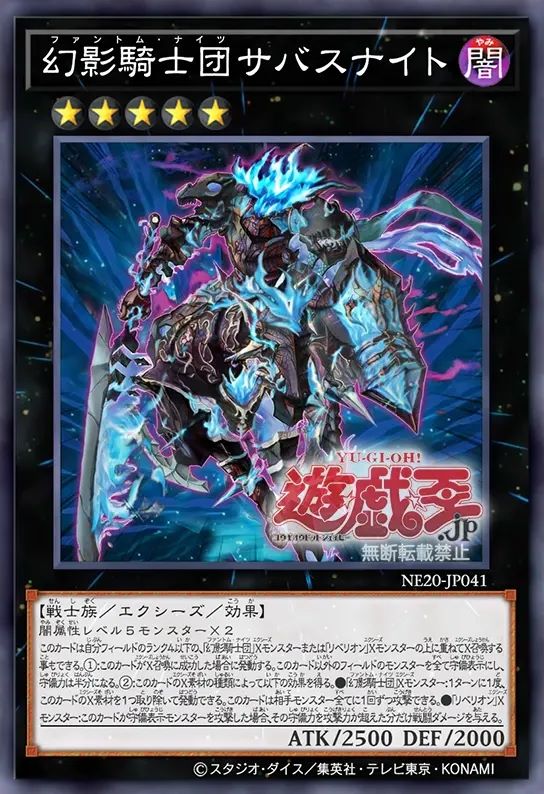 ファントム・ナイツ
幻影騎士団サバスナイト
やみ
闇
YU-GI-OH!
遊戯王.jp
ユウギオウドットジェイピー
無断転載禁止
NE20-JP041
【戦士族／エクシーズ／効果】
闇属性レベル５モンスター×２
このカードは自分フィールドのランク4以下の、「幻影騎士団」Xモンスターまたは「リベリオン」Xモンスターの上に重ねてX召喚する
事もできる。①：このカードがX召喚に成功した場合に発動する。このカード以外のフィールドのモンスターを全て守備表示にし、
守備力は半分になる。②：このカードのX素材の種類によって以下の効果を得る。●「幻影騎士団」Xモンスター：1ターンに1度、
このカードのX素材を1つ取り除いて発動できる。このカードは相手モンスター全てに1回ずつ攻撃できる。●「リベリオン」X
モンスター：このカードが守備表示モンスターを攻撃した場合、その守備力を攻撃力が超えた分だけ戦闘ダメージを与える。
ATK/2500 DEF/2000
©スタジオ・ダイス／集英社・テレビ東京・KONAMI